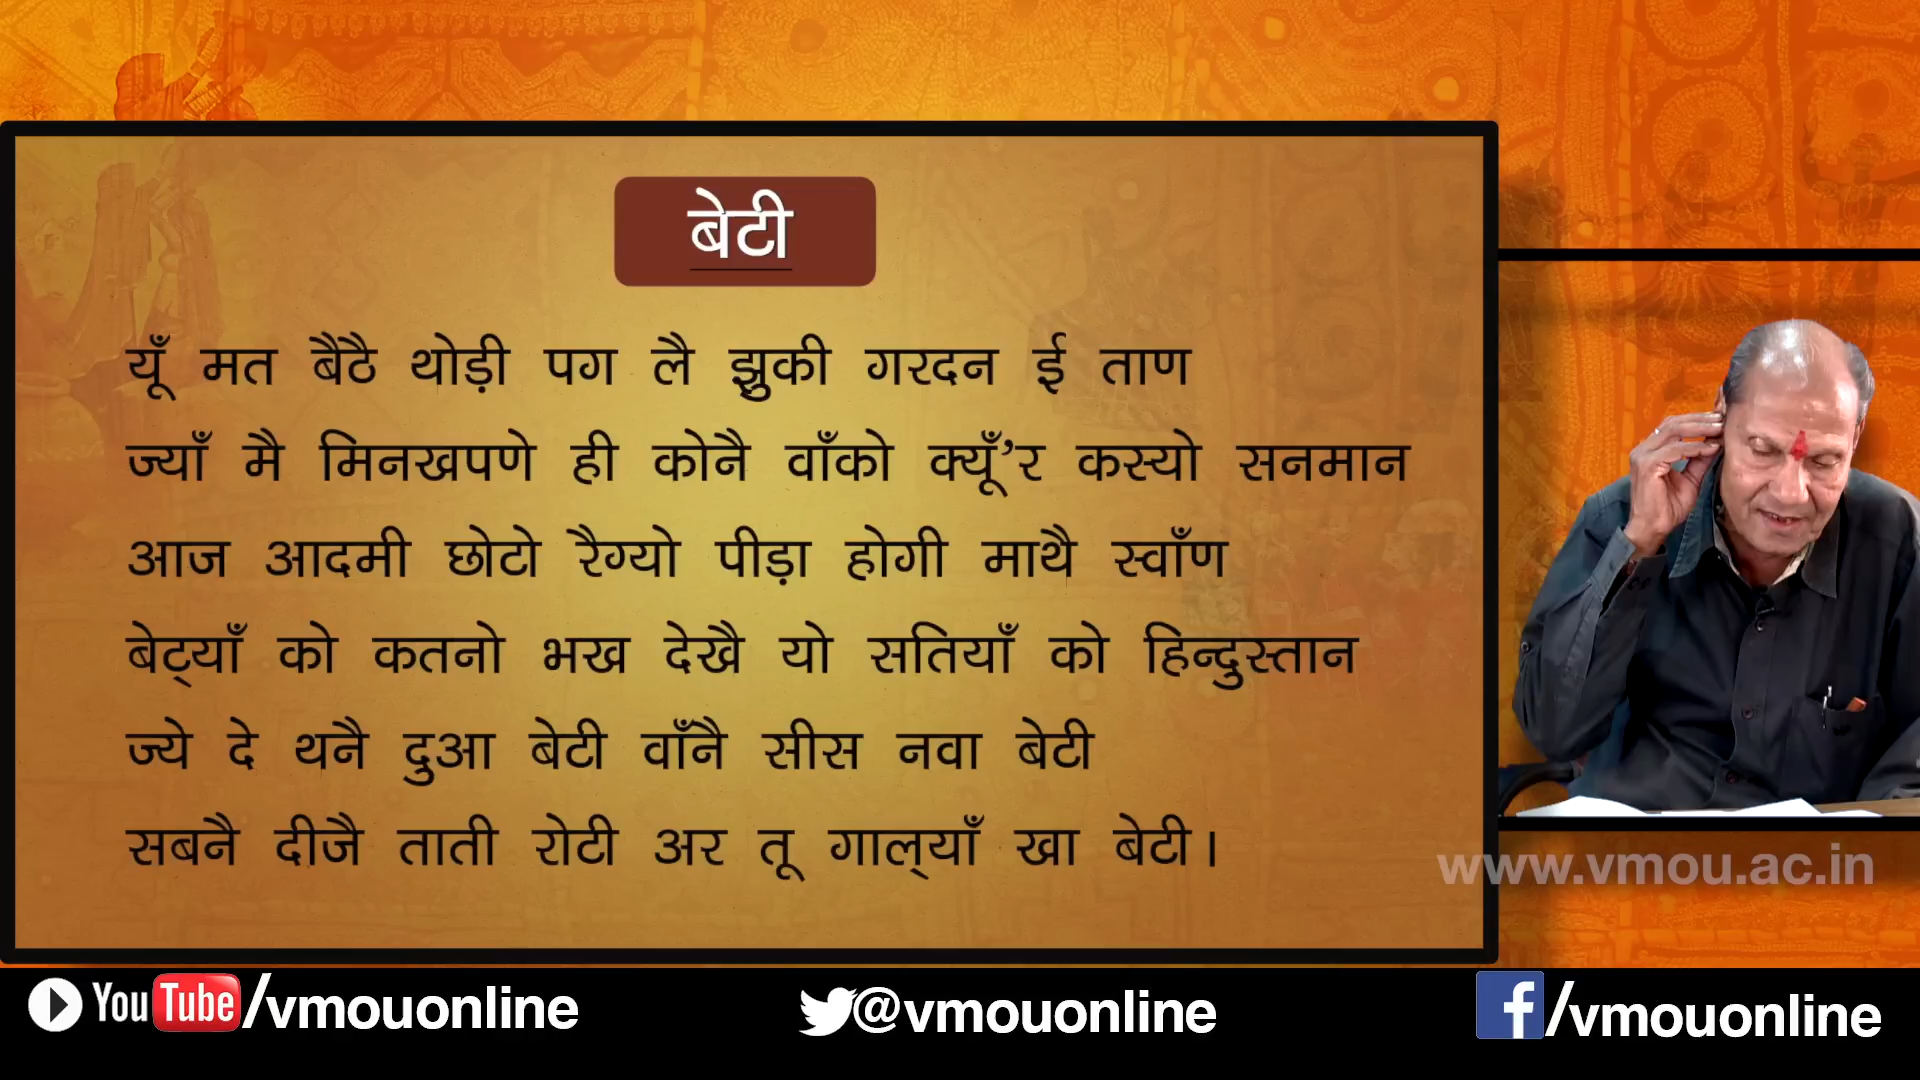 बेटी
यूँ मत बैठै थोड़ी पग लै झुकी गरदन ई ताण
ज्याँ मै मिनखपणे ही कोनै वाँको क्यूँ’र कस्यो सनमान
आज आदमी छोटो रैग्यो पीड़ा होगी माथै स्वाँण
बेट्याँ को कतनो भख देखै यो सतियाँ को हिन्दुस्तान
ज्ये दे थनै दुआ बेटी वाँनै सीस नवा बेटी
सबनै दीजै ताती रोटी अर तू गाल्याँ खा बेटी।
www.vmou.ac.in
YouTube/vmouonline
@vmouonline
f/vmouonline